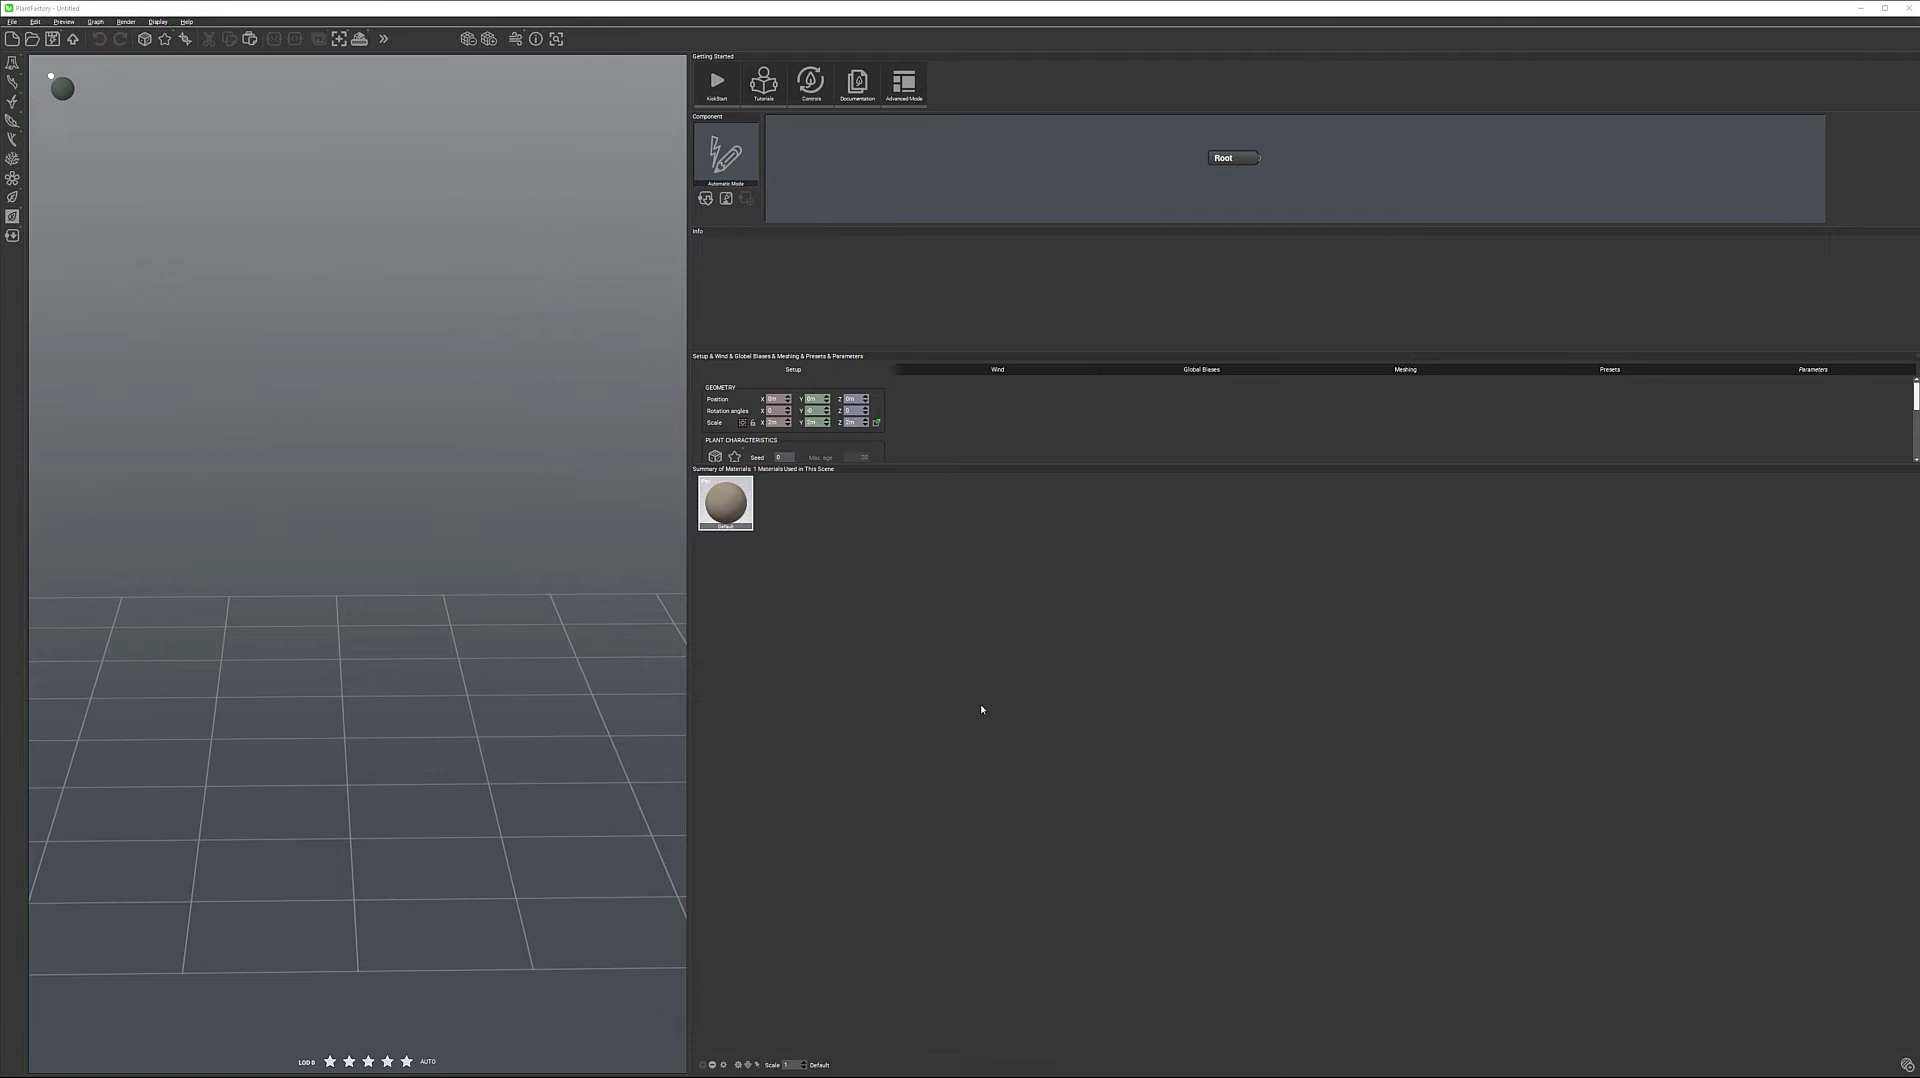 PlantFactory - Untitled
File Edit Preview Graph Render Display Help
Getting Started
KickStart Tutorials Controls Documentation Advanced Mode
Component
Automatic Mode
Root
Info
Setup & Wind & Global Biases & Meshing & Presets & Parameters
Setup Wind Global Biases Meshing Presets Parameters
GEOMETRY
Position X 0m Y 0m Z 0m
Rotation angles X 0 Y -0 Z 0
Scale X 2m Y 2m Z 2m
PLANT CHARACTERISTICS
Seed 0 Max. age 20
Summary of Materials: 1 Materials Used in This Scene
Default
LOD 0 AUTO
Scale 1 Default